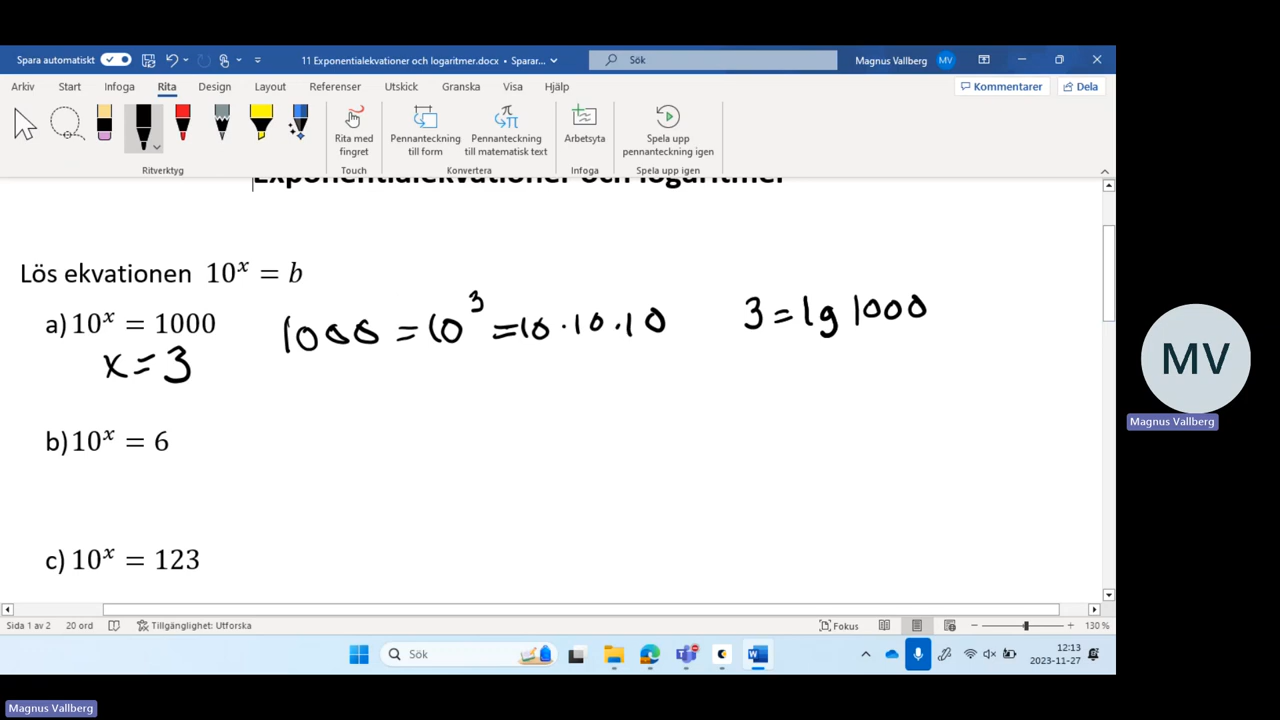 Spara automatiskt
11 Exponentialekvationer och logaritmer.docx • Sparar...
Sök
Magnus Vallberg
MV
Arkiv Start Infoga Rita Design Layout Referenser Utskick Granska Visa Hjälp
Kommentarer
Dela
Rita med fingret
Pennanteckning till form
Pennanteckning till matematisk text
Arbetsyta
Spela upp pennanteckning igen
Ritverktyg
Touch
Konvertera
Infoga
Spela upp igen
Exponentialekvationer och logaritmer
Lös ekvationen 10^x = b
a) 10^x = 1000 1000 = 10^3 = 10 · 10 · 10 3 = lg 1000
x = 3
MV
Magnus Vallberg
b) 10^x = 6
c) 10^x = 123
Sida 1 av 2 20 ord Tillgänglighet: Utforska Fokus 130 %
Sök
12:13
2023-11-27
Magnus Vallberg